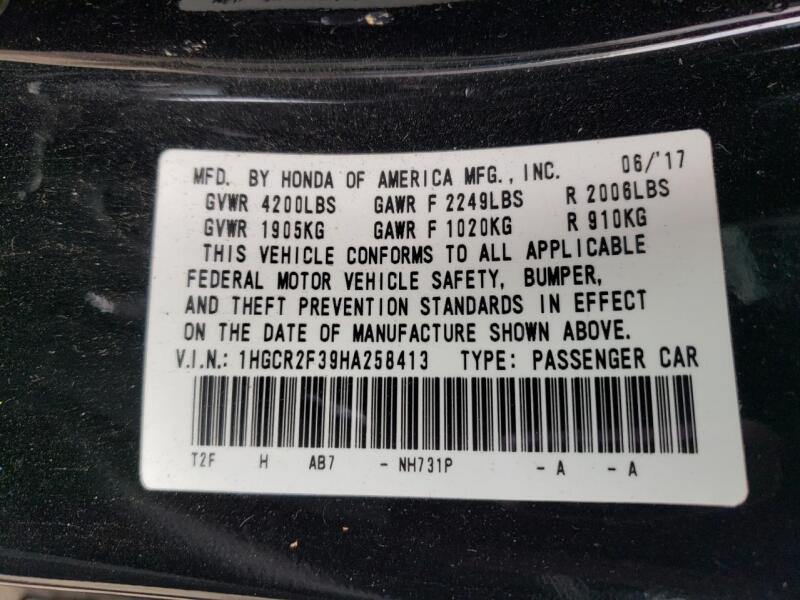 MFD. BY HONDA OF AMERICA MFG., INC. 06/'17
GVWR 4200LBS GAWR F 2249LBS R 2006LBS
GVWR 1905KG GAWR F 1020KG R 910KG
THIS VEHICLE CONFORMS TO ALL APPLICABLE
FEDERAL MOTOR VEHICLE SAFETY, BUMPER,
AND THEFT PREVENTION STANDARDS IN EFFECT
ON THE DATE OF MANUFACTURE SHOWN ABOVE.
V.I.N.: 1HGCR2F39HA258413 TYPE: PASSENGER CAR
T2F H AB7 - NH731P - A - A